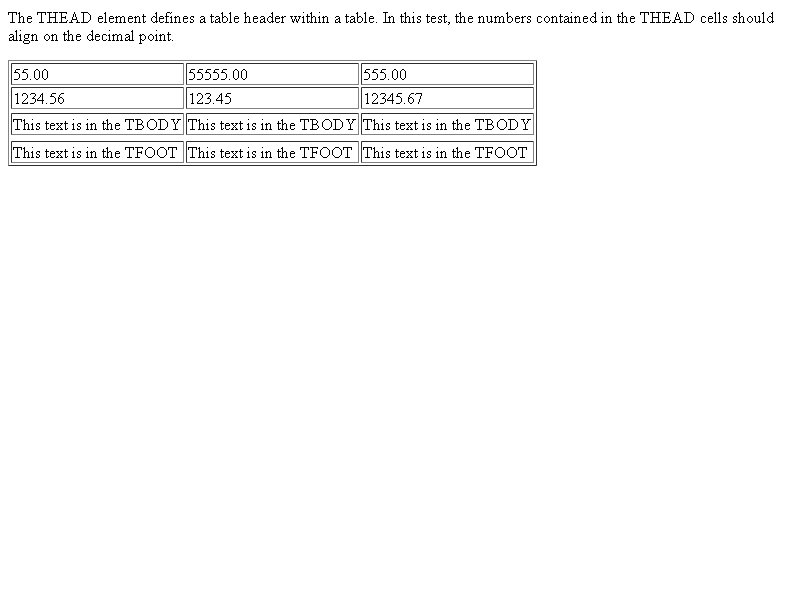 The THEAD element defines a table header within a table. In this test, the numbers contained in the THEAD cells should
align on the decimal point.
55.00 55555.00 555.00
1234.56 123.45 12345.67
This text is in the TBODY This text is in the TBODY This text is in the TBODY
This text is in the TFOOT This text is in the TFOOT This text is in the TFOOT